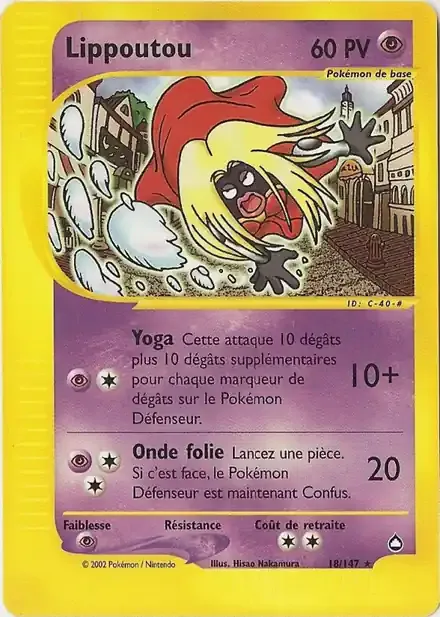 Lippoutou 60 PV
Pokémon de base
ID: C-40-#
Yoga Cette attaque 10 dégâts
plus 10 dégâts supplémentaires
pour chaque marqueur de
dégâts sur le Pokémon
Défenseur.
10+
Onde folie Lancez une pièce.
Si c'est face, le Pokémon
Défenseur est maintenant Confus.
20
Faiblesse Résistance Coût de retraite
© 2002 Pokémon / Nintendo Illus. Hisao Nakamura 18/147 ★